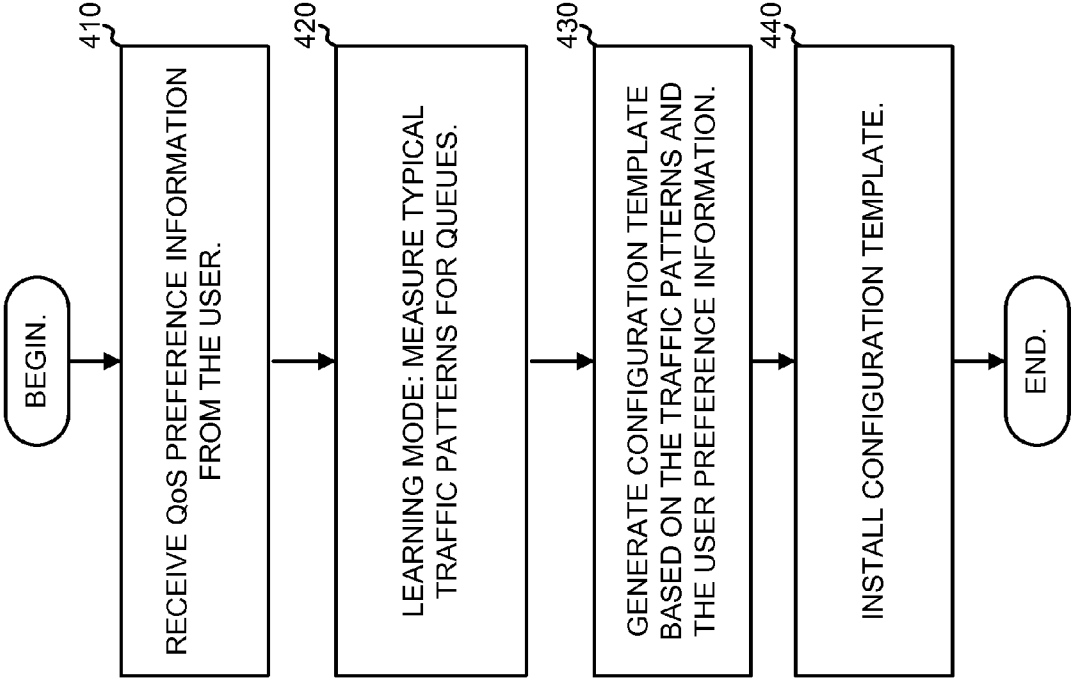 BEGIN.
410
RECEIVE QoS PREFERENCE INFORMATION
FROM THE USER.
420
LEARNING MODE: MEASURE TYPICAL
TRAFFIC PATTERNS FOR QUEUES.
430
GENERATE CONFIGURATION TEMPLATE
BASED ON THE TRAFFIC PATTERNS AND
THE USER PREFERENCE INFORMATION.
440
INSTALL CONFIGURATION TEMPLATE.
END.